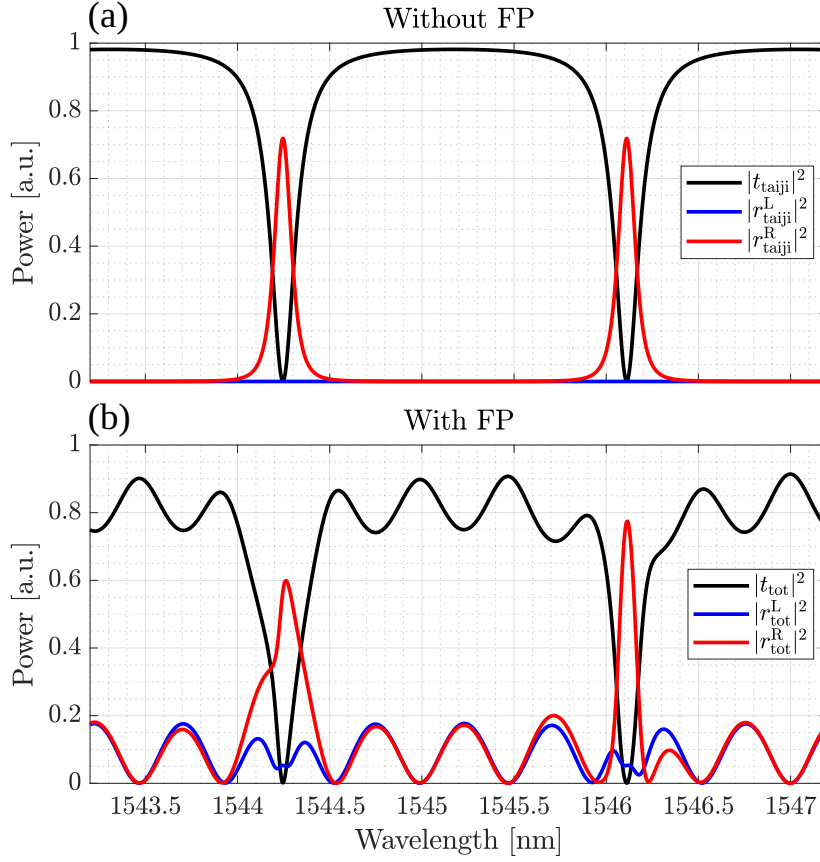 (a) Without FP
1
0.8
0.6
0.4
0.2
0
Power [a.u.]
|t_taiji|^2
|r^L_taiji|^2
|r^R_taiji|^2
(b) With FP
1
0.8
0.6
0.4
0.2
0
Power [a.u.]
|t_tot|^2
|r^L_tot|^2
|r^R_tot|^2
1543.5 1544 1544.5 1545 1545.5 1546 1546.5 1547
Wavelength [nm]